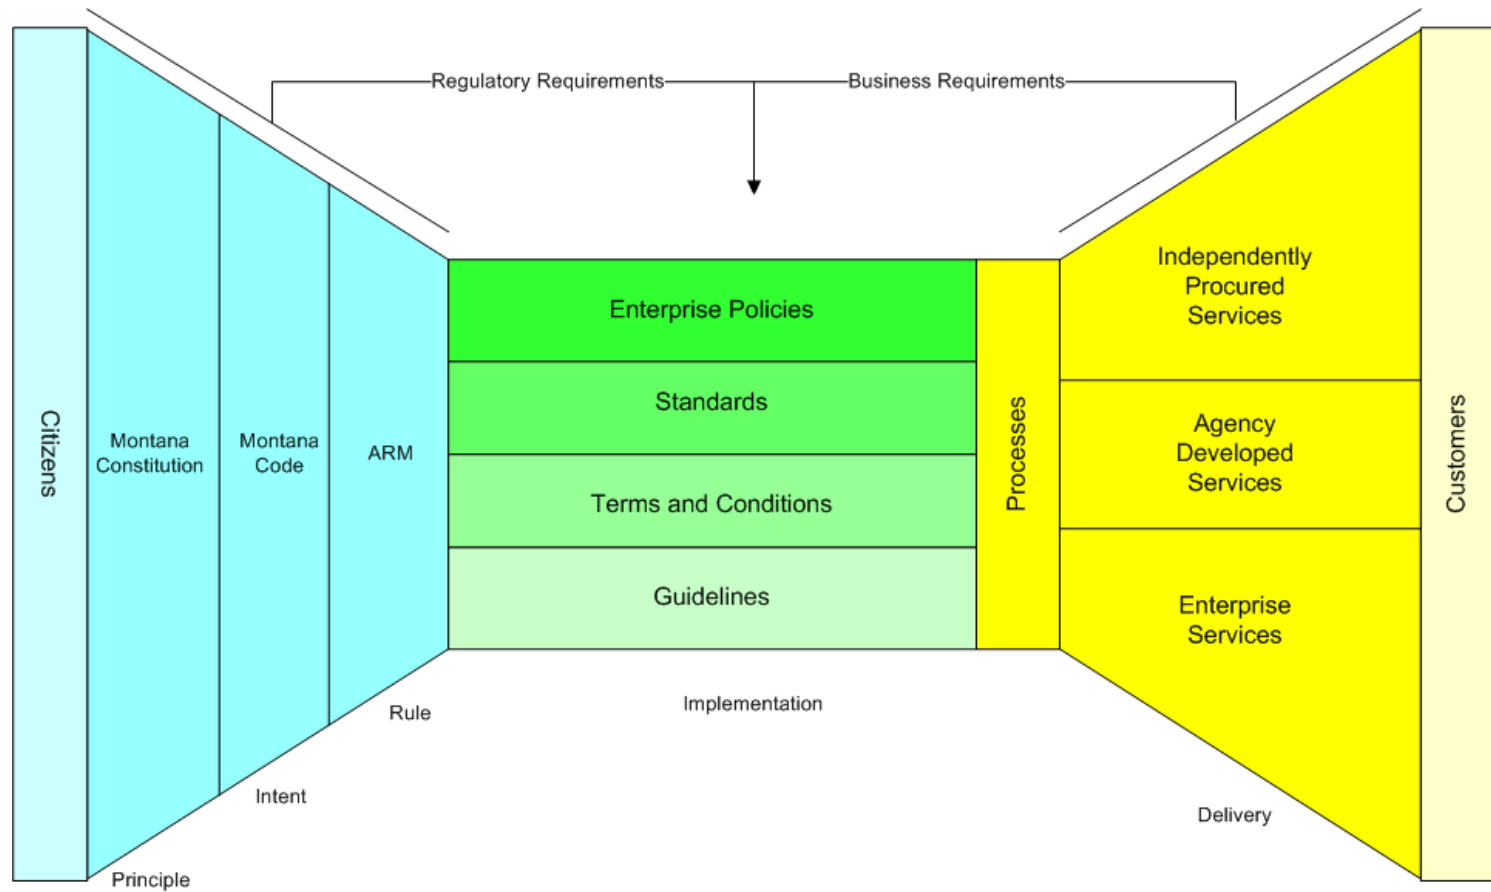 Regulatory Requirements
Business Requirements
Citizens
Montana
Constitution
Montana
Code
ARM
Enterprise Policies
Standards
Terms and Conditions
Guidelines
Processes
Independently
Procured
Services
Agency
Developed
Services
Enterprise
Services
Customers
Principle
Intent
Rule
Implementation
Delivery